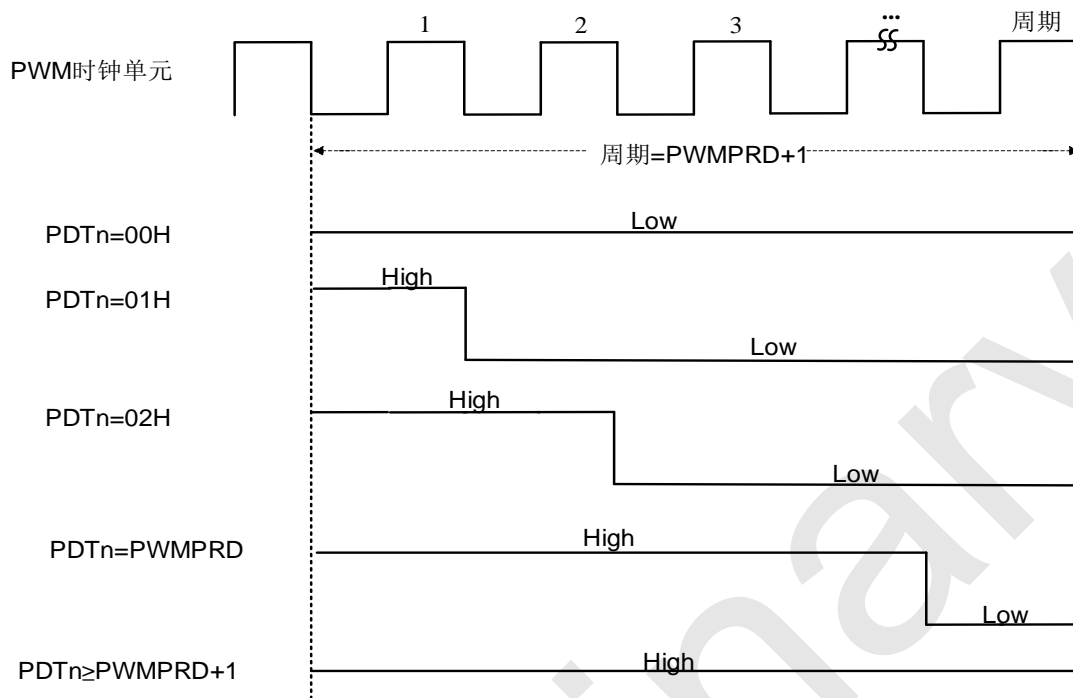 1 2 3 ... 周期
PWM时钟单元
周期=PWMPRD+1
PDTn=00H Low
PDTn=01H High
Low
PDTn=02H High
Low
PDTn=PWMPRD High
Low
PDTn≥PWMPRD+1 High